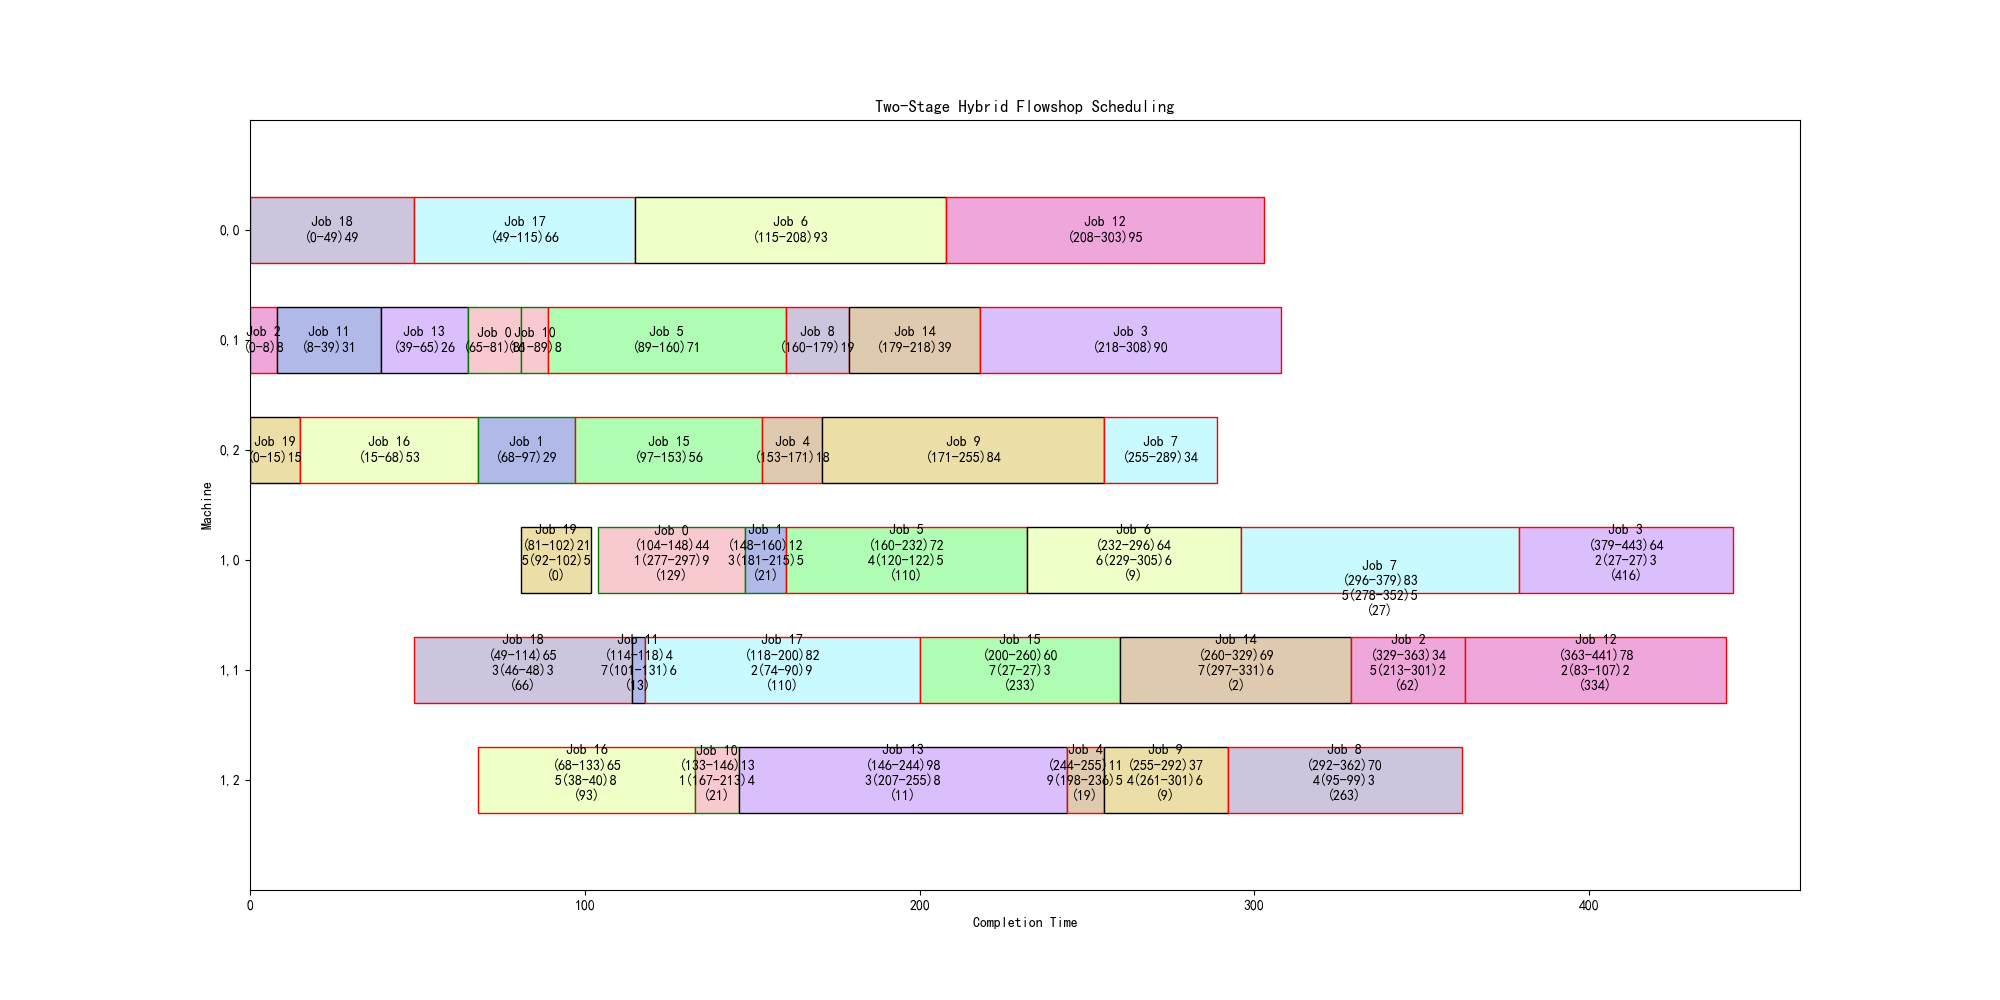 Two-Stage Hybrid Flowshop Scheduling
Machine
0,0
Job 18
(0-49)49
Job 17
(49-115)66
Job 6
(115-208)93
Job 12
(208-303)95
0,1
Job 2
(0-8)8
Job 11
(8-39)31
Job 13
(39-65)26
Job 0
(65-81)16
Job 10
(81-89)8
Job 5
(89-160)71
Job 8
(160-179)19
Job 14
(179-218)39
Job 3
(218-308)90
0,2
Job 19
(0-15)15
Job 16
(15-68)53
Job 1
(68-97)29
Job 15
(97-153)56
Job 4
(153-171)18
Job 9
(171-255)84
Job 7
(255-289)34
1,0
Job 19
(81-102)21
5(92-102)5
(0)
Job 0
(104-148)44
1(277-297)9
(129)
Job 1
(148-160)12
3(181-215)5
(21)
Job 5
(160-232)72
4(120-122)5
(110)
Job 6
(232-296)64
6(229-305)6
(9)
Job 7
(296-379)83
5(278-352)5
(27)
Job 3
(379-443)64
2(27-27)3
(416)
1,1
Job 18
(49-114)65
3(46-48)3
(66)
Job 11
(114-118)4
7(101-131)6
(13)
Job 17
(118-200)82
2(74-90)9
(110)
Job 15
(200-260)60
7(27-27)3
(233)
Job 14
(260-329)69
7(297-331)6
(2)
Job 2
(329-363)34
5(213-301)2
(62)
Job 12
(363-441)78
2(83-107)2
(334)
1,2
Job 16
(68-133)65
5(38-40)8
(93)
Job 10
(133-146)13
1(167-213)4
(21)
Job 13
(146-244)98
3(207-255)8
(11)
Job 4
(244-255)11
9(198-236)5
(19)
Job 9
(255-292)37
4(261-301)6
(9)
Job 8
(292-362)70
4(95-99)3
(263)
0
100
200
300
400
Completion Time